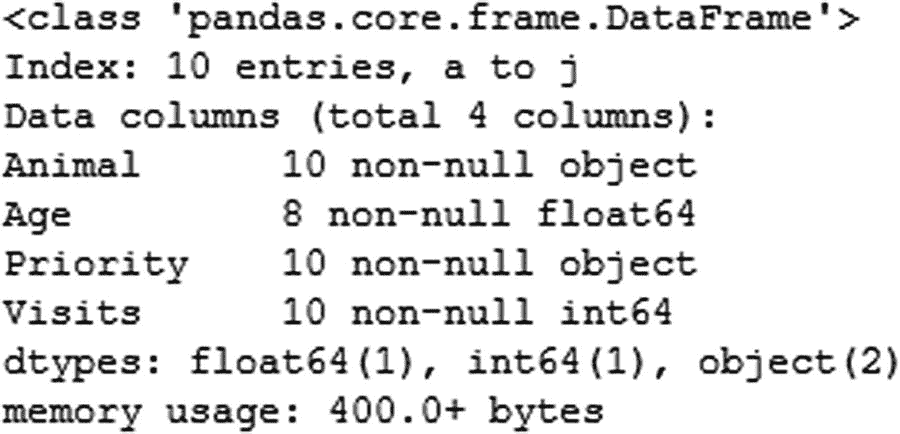 <class 'pandas.core.frame.DataFrame'>
Index: 10 entries, a to j
Data columns (total 4 columns):
Animal      10 non-null object
Age         8 non-null float64
Priority    10 non-null object
Visits      10 non-null int64
dtypes: float64(1), int64(1), object(2)
memory usage: 400.0+ bytes